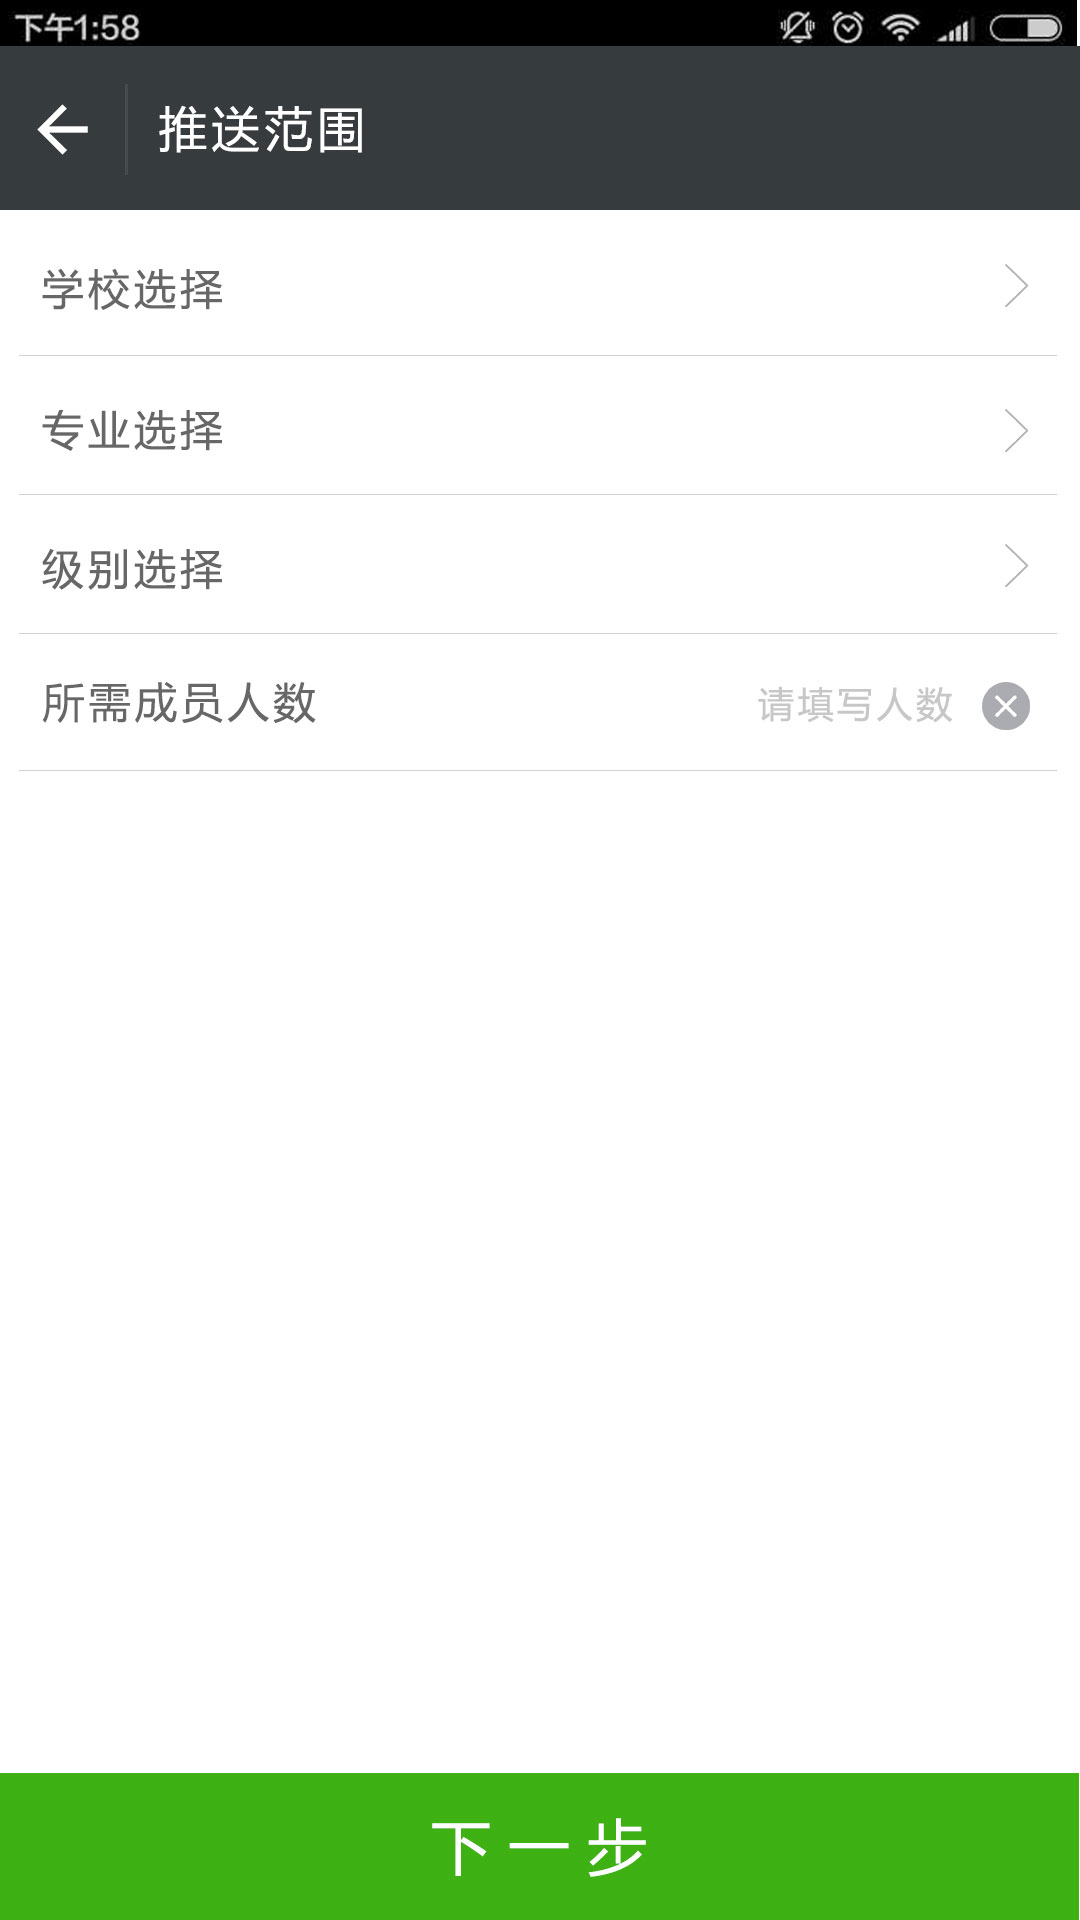 下午1:58
推送范围
学校选择
专业选择
级别选择
所需成员人数 请填写人数
下一步